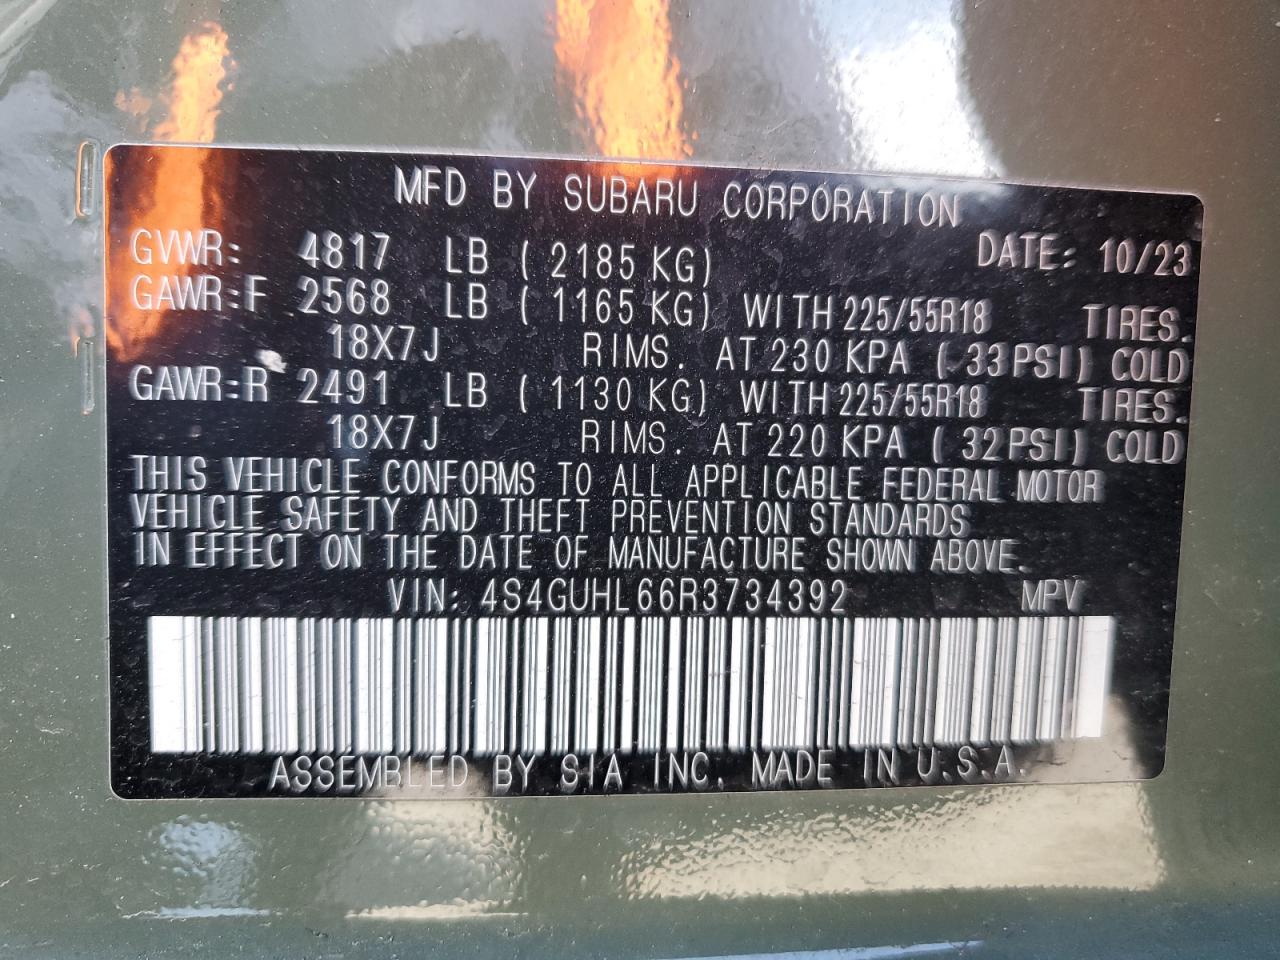 MFD BY SUBARU CORPORATION
GVWR: 4817 LB ( 2185 KG) DATE: 10/23
GAWR:F 2568 LB ( 1165 KG) WITH 225/55R18 TIRES.
18X7J RIMS. AT 230 KPA ( 33 PSI) COLD
GAWR:R 2491 LB ( 1130 KG) WITH 225/55R18 TIRES.
18X7J RIMS. AT 220 KPA ( 32 PSI) COLD
THIS VEHICLE CONFORMS TO ALL APPLICABLE FEDERAL MOTOR
VEHICLE SAFETY AND THEFT PREVENTION STANDARDS
IN EFFECT ON THE DATE OF MANUFACTURE SHOWN ABOVE.
VIN: 4S4GUHL66R3734392 MPV
ASSEMBLED BY SIA INC. MADE IN U.S.A.